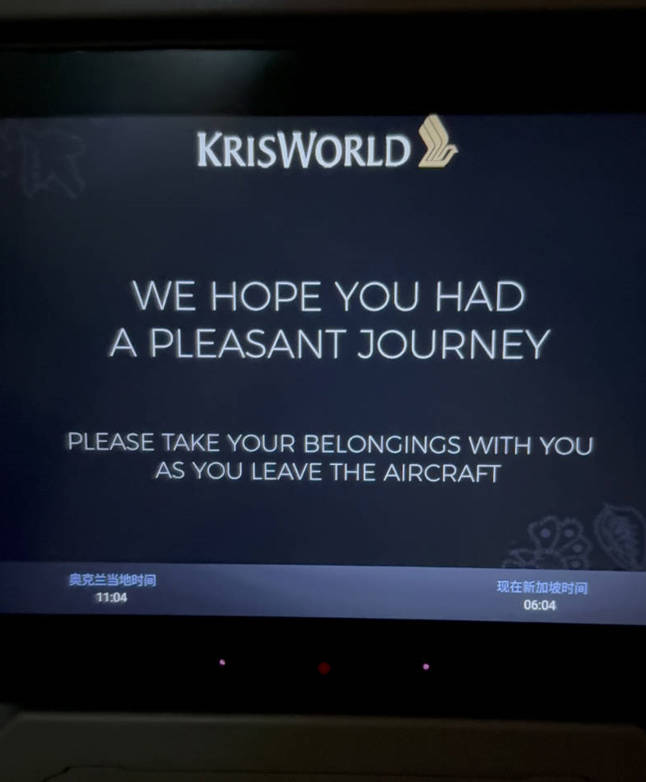 KRISWORLD
WE HOPE YOU HAD
A PLEASANT JOURNEY
PLEASE TAKE YOUR BELONGINGS WITH YOU
AS YOU LEAVE THE AIRCRAFT
奥克兰当地时间
11:04
现在新加坡时间
06:04